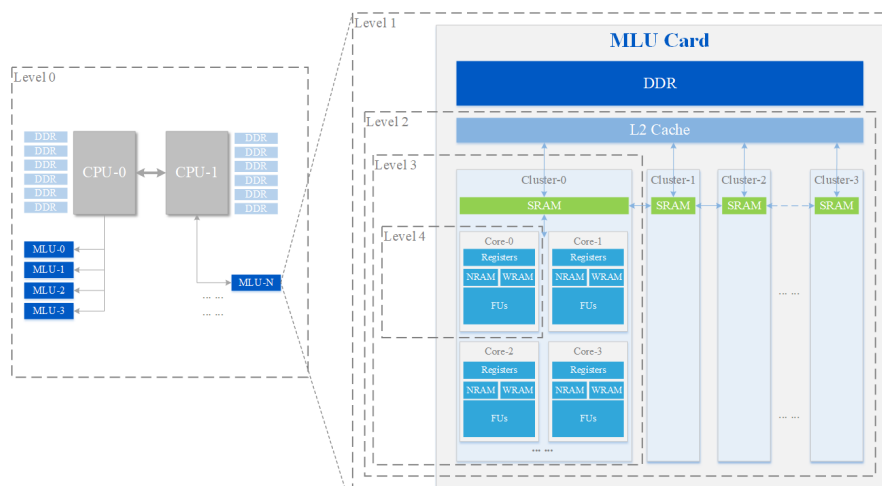 Level 0
DDR
DDR
DDR
DDR
DDR
DDR
CPU-0
CPU-1
DDR
DDR
DDR
DDR
DDR
DDR
MLU-0
MLU-1
MLU-2
MLU-3
MLU-N
... ...
... ...
Level 1
MLU Card
DDR
Level 2
L2 Cache
Level 3
Cluster-0
Cluster-1
Cluster-2
Cluster-3
SRAM
SRAM
SRAM
SRAM
Level 4
Core-0
Registers
NRAM
WRAM
FUs
Core-1
Registers
NRAM
WRAM
FUs
Core-2
Registers
NRAM
WRAM
FUs
Core-3
Registers
NRAM
WRAM
FUs
... ...
... ...
... ...